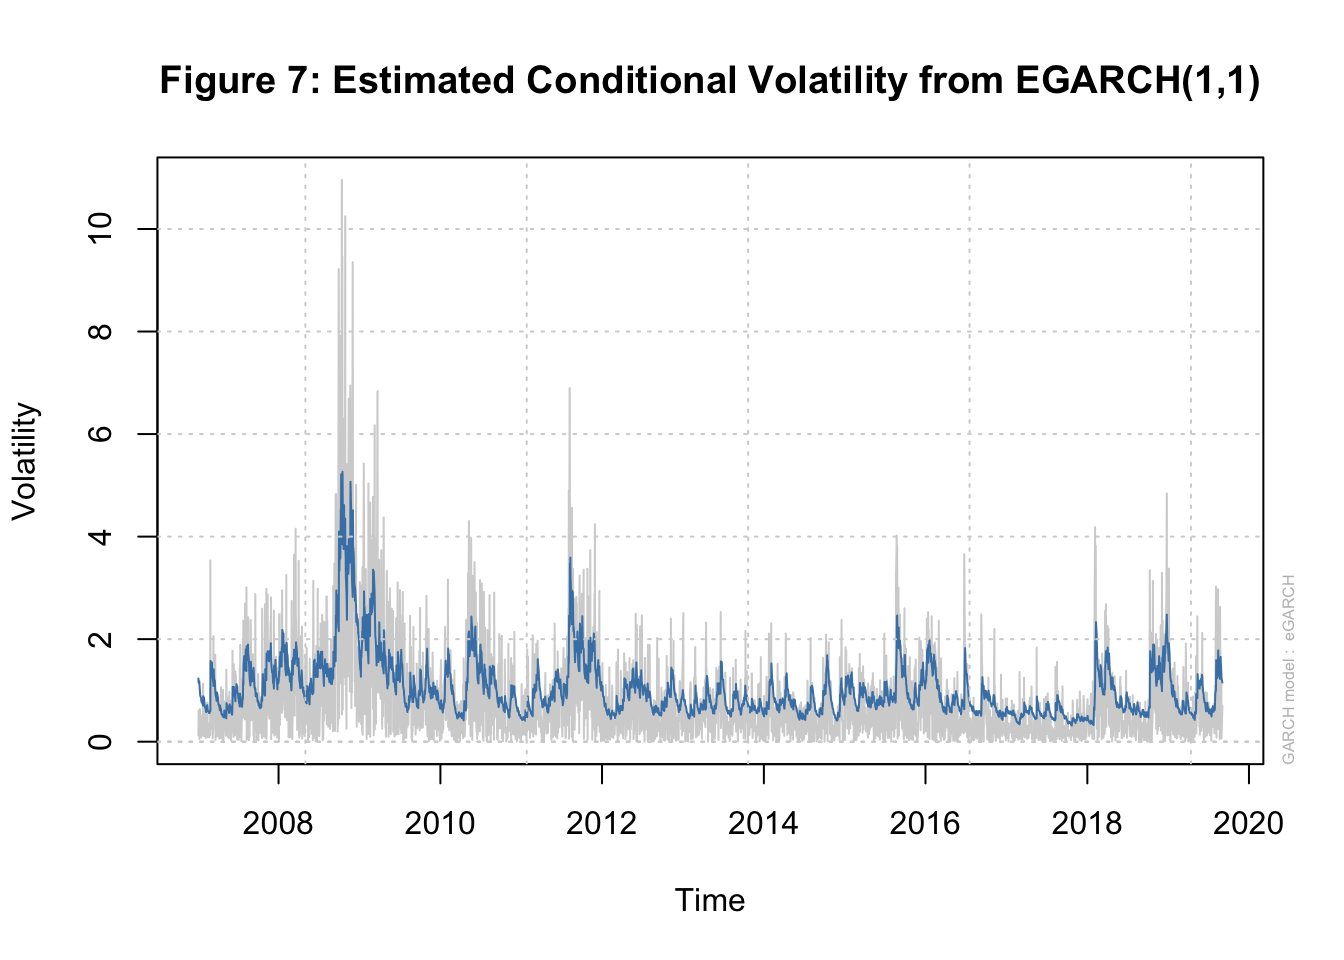 Figure 7: Estimated Conditional Volatility from EGARCH(1,1)
Volatility
10
8
6
4
2
0
2008 2010 2012 2014 2016 2018 2020
Time
GARCH model : eGARCH